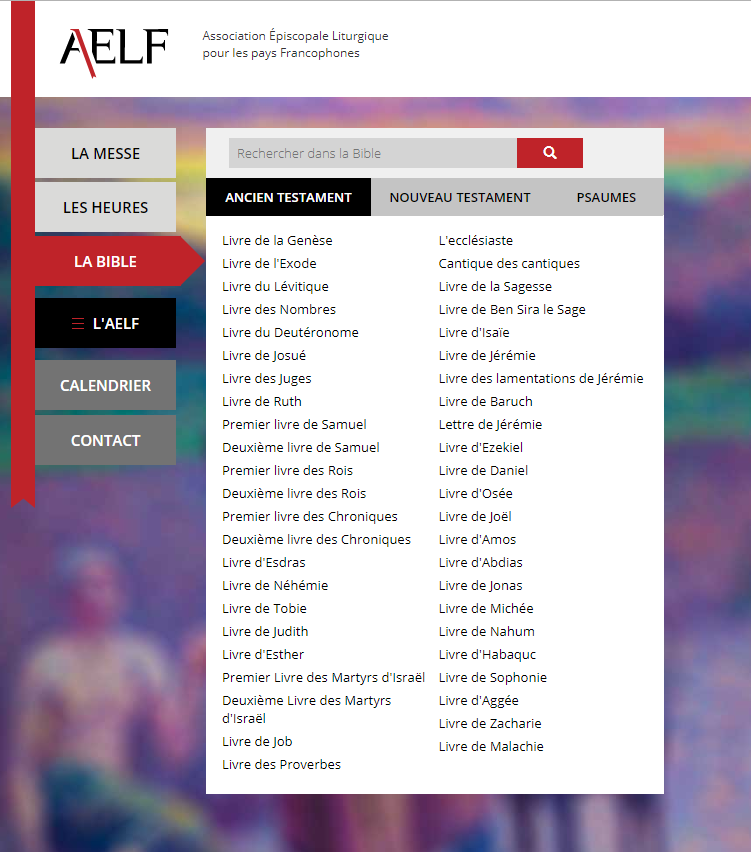 AELF
Association Épiscopale Liturgique
pour les pays Francophones
LA MESSE
LES HEURES
LA BIBLE
L'AELF
CALENDRIER
CONTACT
Rechercher dans la Bible
ANCIEN TESTAMENT NOUVEAU TESTAMENT PSAUMES
Livre de la Genèse
Livre de l'Exode
Livre du Lévitique
Livre des Nombres
Livre du Deutéronome
Livre de Josué
Livre des Juges
Livre de Ruth
Premier livre de Samuel
Deuxième livre de Samuel
Premier livre des Rois
Deuxième livre des Rois
Premier livre des Chroniques
Deuxième livre des Chroniques
Livre d'Esdras
Livre de Néhémie
Livre de Tobie
Livre de Judith
Livre d'Esther
Premier Livre des Martyrs d'Israël
Deuxième Livre des Martyrs
d'Israël
Livre de Job
Livre des Proverbes
L'ecclésiaste
Cantique des cantiques
Livre de la Sagesse
Livre de Ben Sira le Sage
Livre d'Isaïe
Livre de Jérémie
Livre des lamentations de Jérémie
Livre de Baruch
Lettre de Jérémie
Livre d'Ezekiel
Livre de Daniel
Livre d'Osée
Livre de Joël
Livre d'Amos
Livre d'Abdias
Livre de Jonas
Livre de Michée
Livre de Nahum
Livre d'Habaquc
Livre de Sophonie
Livre d'Aggée
Livre de Zacharie
Livre de Malachie